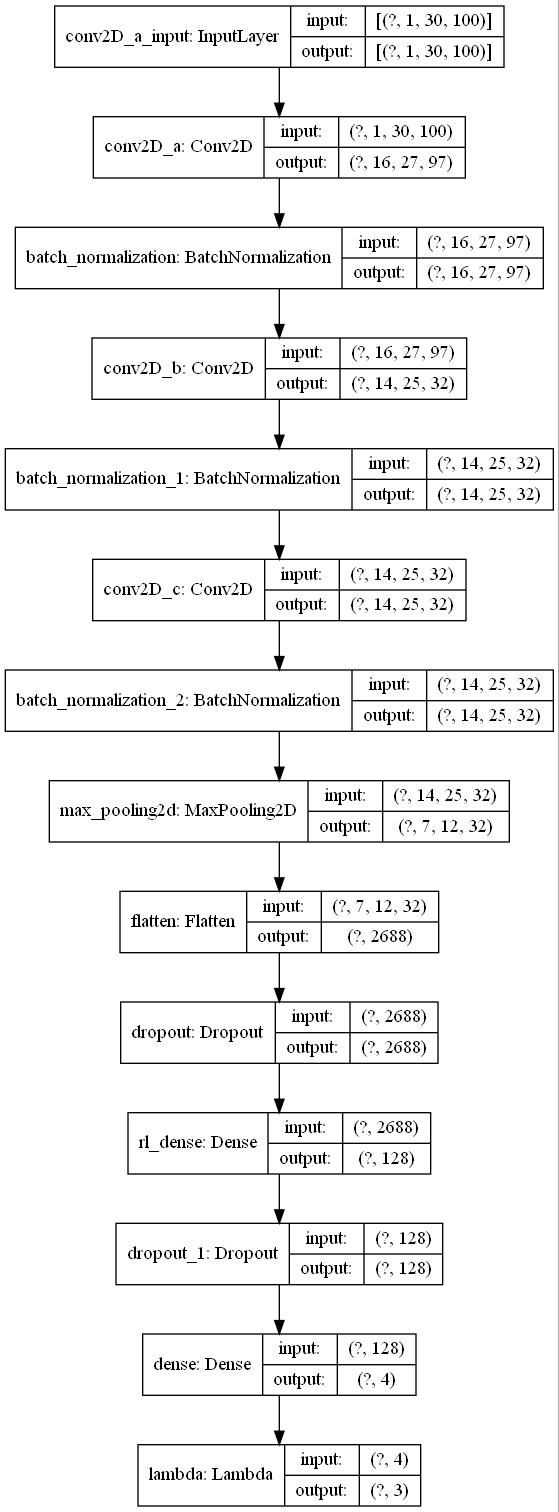 conv2D_a_input: InputLayer
input: [(?, 1, 30, 100)]
output: [(?, 1, 30, 100)]
conv2D_a: Conv2D
input: (?, 1, 30, 100)
output: (?, 16, 27, 97)
batch_normalization: BatchNormalization
input: (?, 16, 27, 97)
output: (?, 16, 27, 97)
conv2D_b: Conv2D
input: (?, 16, 27, 97)
output: (?, 14, 25, 32)
batch_normalization_1: BatchNormalization
input: (?, 14, 25, 32)
output: (?, 14, 25, 32)
conv2D_c: Conv2D
input: (?, 14, 25, 32)
output: (?, 14, 25, 32)
batch_normalization_2: BatchNormalization
input: (?, 14, 25, 32)
output: (?, 14, 25, 32)
max_pooling2d: MaxPooling2D
input: (?, 14, 25, 32)
output: (?, 7, 12, 32)
flatten: Flatten
input: (?, 7, 12, 32)
output: (?, 2688)
dropout: Dropout
input: (?, 2688)
output: (?, 2688)
rl_dense: Dense
input: (?, 2688)
output: (?, 128)
dropout_1: Dropout
input: (?, 128)
output: (?, 128)
dense: Dense
input: (?, 128)
output: (?, 4)
lambda: Lambda
input: (?, 4)
output: (?, 3)